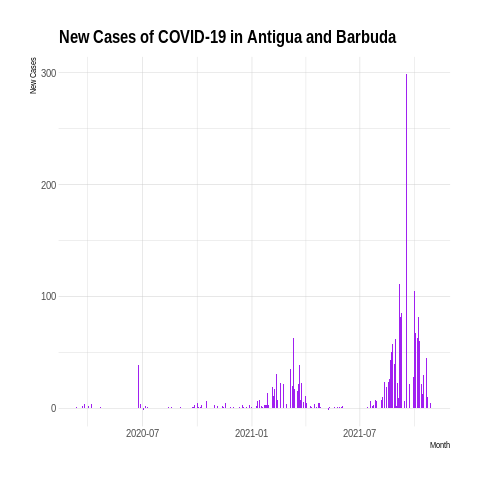 New Cases of COVID-19 in Antigua and Barbuda
New Cases
300
200
100
0
2020-07
2021-01
2021-07
Month